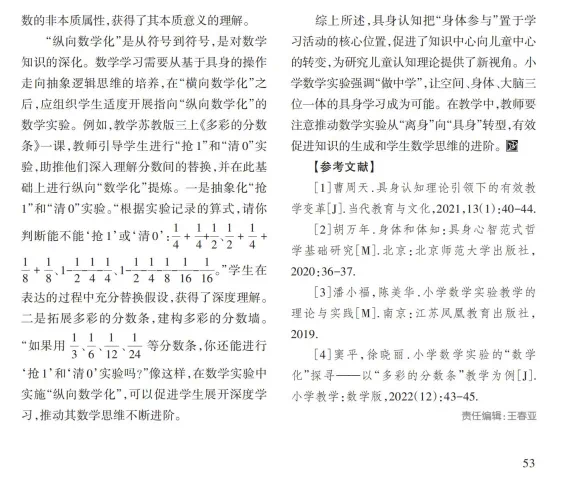 数的非本质属性,获得了其本质意义的理解。
“纵向数学化”是从符号到符号,是对数学
知识的深化。数学学习需要从基于具身的操作
走向抽象逻辑思维的培养,在“横向数学化”之
后,应组织学生适度开展指向“纵向数学化”的
数学实验。例如,教学苏教版三上《多彩的分数
条》一课,教师引导学生进行“抢1”和“清0”实
验,助推他们深入理解分数间的替换,并在此基
础上进行纵向“数学化”提炼。一是抽象化“抢
1”和“清0”实验。“根据实验记录的算式,请你
判断能不能‘抢1’或‘清0’:1/4+1/4+1/4、1/2+1/4+
1/8+1/8、1-1/2-1/4-1/4、1-1/2-1/4-1/8-1/16-1/16。”学生在
表达的过程中充分替换假设,获得了深度理解。
二是拓展多彩的分数条,建构多彩的分数墙。
“如果用1/3、1/6、1/12、1/24等分数条,你还能进行
‘抢1’和‘清0’实验吗?”像这样,在数学实验中
实施“纵向数学化”,可以促进学生展开深度学
习,推动其数学思维不断进阶。
综上所述,具身认知把“身体参与”置于学
习活动的核心位置,促进了知识中心向儿童中心
的转变,为研究儿童认知理论提供了新视角。小
学数学实验强调“做中学”,让空间、身体、大脑三
位一体的具身学习成为可能。在教学中,教师要
注意推动数学实验从“离身”向“具身”转型,有效
促进知识的生成和学生数学思维的进阶。
【参考文献】
[1]曹周天.具身认知理论引领下的有效教
学变革[J].当代教育与文化,2021,13(1):40-44.
[2]胡万年.身体和体知:具身心智范式哲
学基础研究[M].北京:北京师范大学出版社,
2020:36-37.
[3]潘小福,陈美华.小学数学实验教学的
理论与实践[M].南京:江苏凤凰教育出版社,
2019.
[4]窦平,徐晓丽.小学数学实验的“数学
化”探寻——以“多彩的分数条”教学为例[J].
小学教学:数学版,2022(12):43-45.
责任编辑:王春亚
53